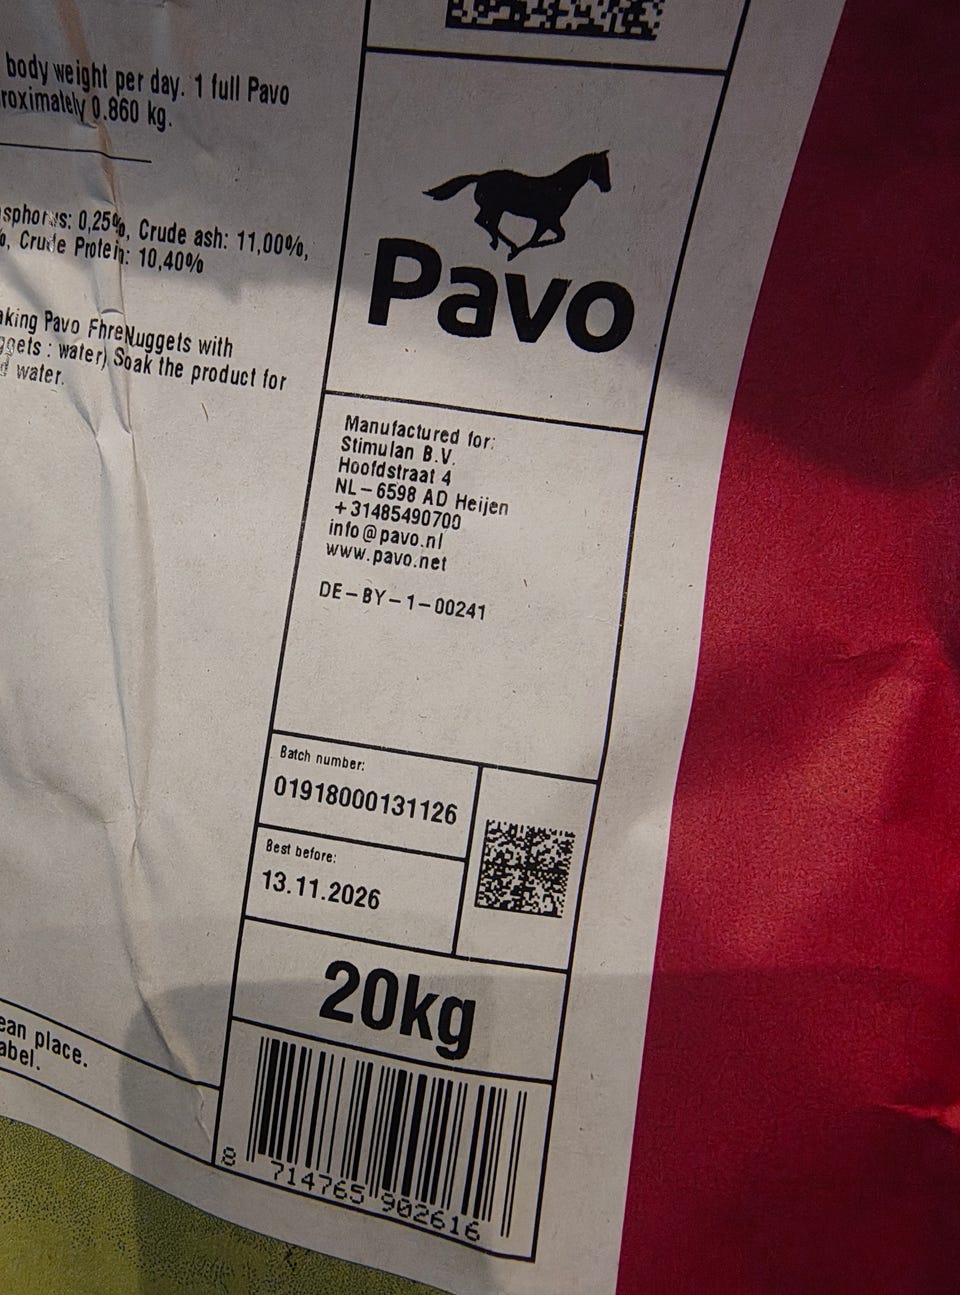 body weight per day. 1 full Pavo
roximately 0.860 kg.
sphorus: 0,25%, Crude ash: 11,00%,
%, Crude Protein: 10,40%
aking Pavo FibreNuggets with
ggets : water) Soak the product for
d water.
ean place.
abel.
Pavo
Manufactured for:
Stimulan B.V.
Hoofdstraat 4
NL-6598 AD Heijen
+31485490700
info@pavo.nl
www.pavo.net
DE-BY-1-00241
Batch number:
01918000131126
Best before:
13.11.2026
20kg
8 714765 902616